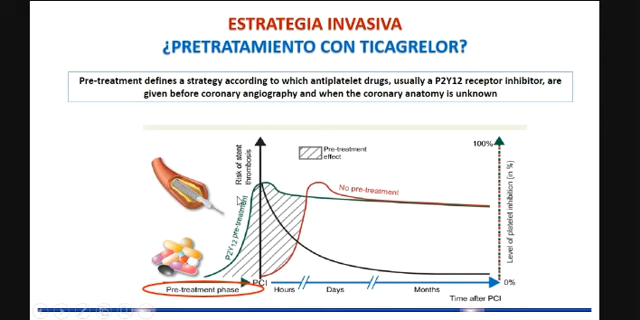 ESTRATEGIA INVASIVA
¿PRETRATAMIENTO CON TICAGRELOR?
Pre-treatment defines a strategy according to which antiplatelet drugs, usually a P2Y12 receptor inhibitor, are
given before coronary angiography and when the coronary anatomy is unknown
Risk of stent
thrombosis
Pre-treatment
effect
100%
No pre-treatment
P2Y12 pre-treatment
Level of platelet inhibition (in %)
0%
Pre-treatment phase
PCI
Hours
Days
Months
Time after PCI